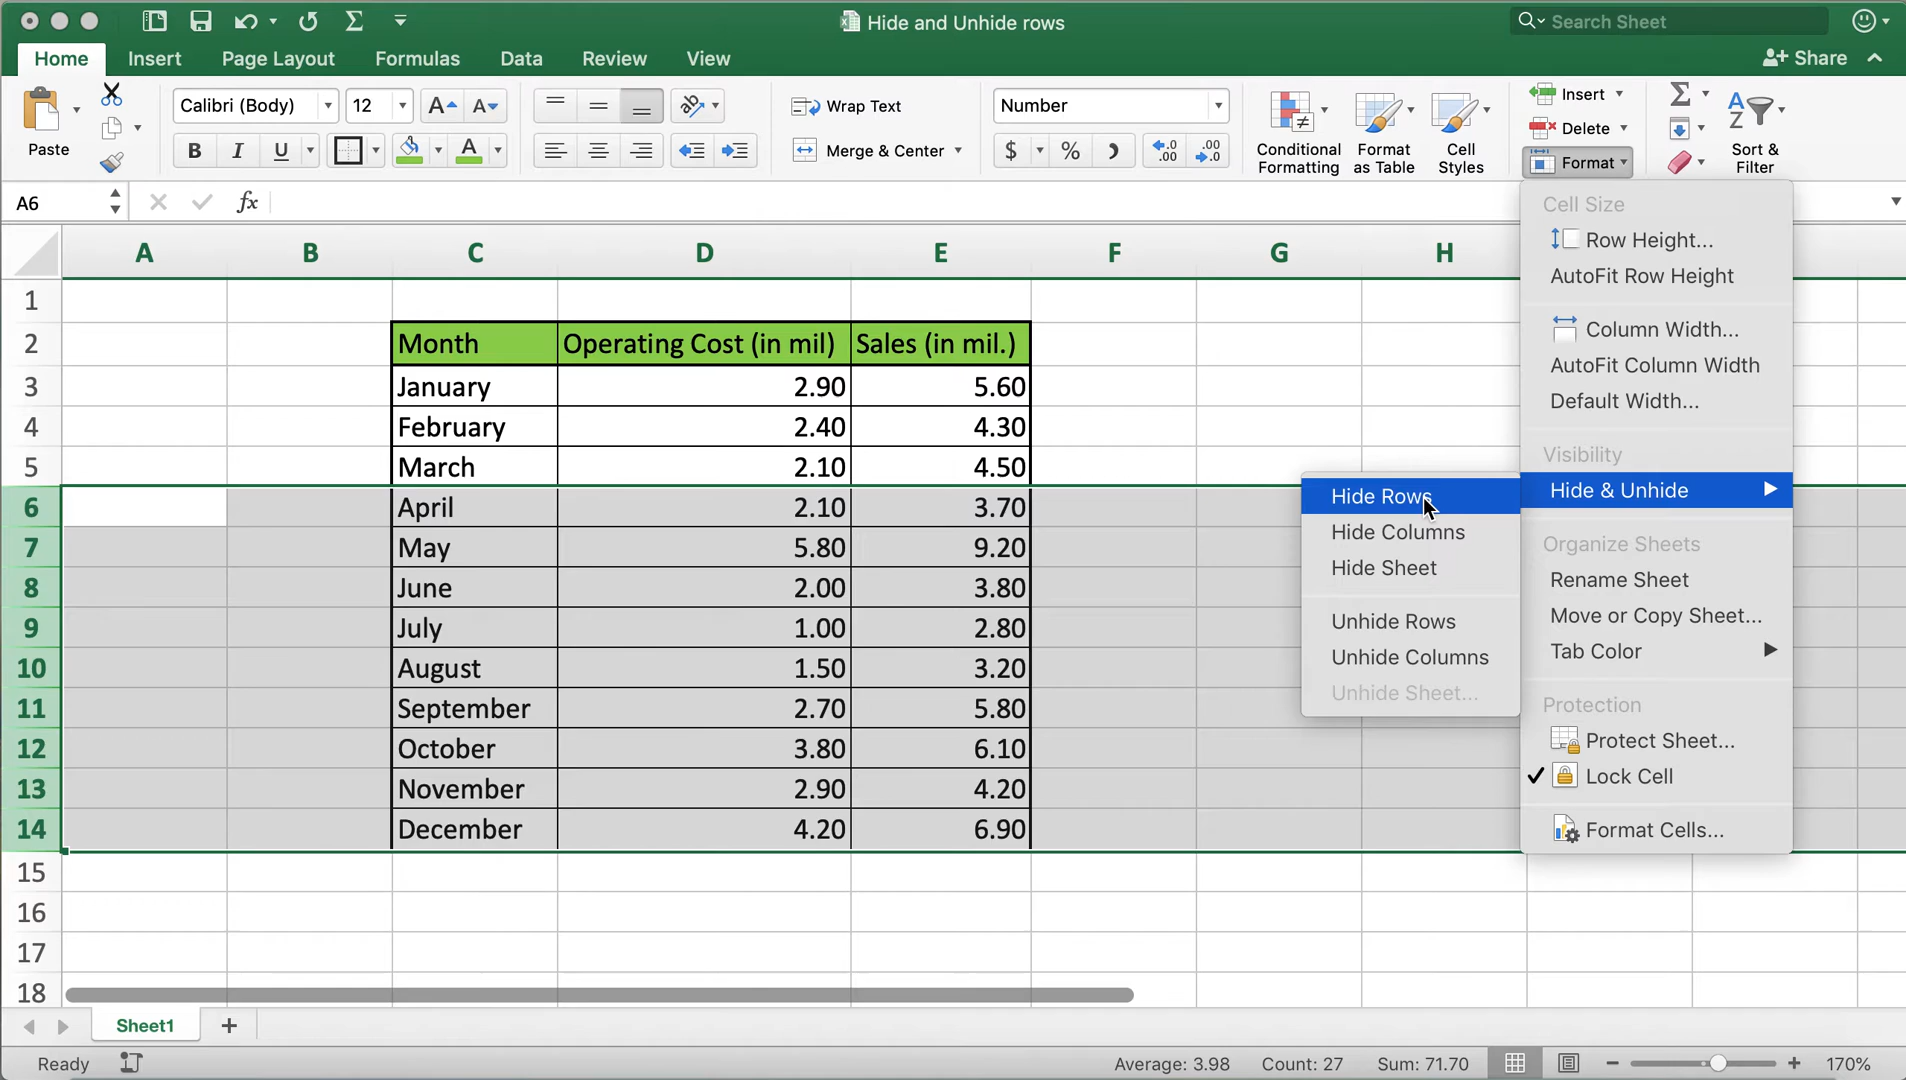 Hide and Unhide rows
Search Sheet
Home Insert Page Layout Formulas Data Review View
Share
Paste
Calibri (Body) 12
A A
B I U A
Wrap Text
Merge & Center
Number
$ % .00 .00
Conditional Formatting
Format as Table
Cell Styles
Insert
Delete
Format
Sort & Filter
A6 fx
A B C D E F G H
1
2 Month Operating Cost (in mil) Sales (in mil.)
3 January 2.90 5.60
4 February 2.40 4.30
5 March 2.10 4.50
6 April 2.10 3.70
7 May 5.80 9.20
8 June 2.00 3.80
9 July 1.00 2.80
10 August 1.50 3.20
11 September 2.70 5.80
12 October 3.80 6.10
13 November 2.90 4.20
14 December 4.20 6.90
15
16
17
18
Cell Size
Row Height...
AutoFit Row Height
Column Width...
AutoFit Column Width
Default Width...
Visibility
Hide & Unhide
Organize Sheets
Rename Sheet
Move or Copy Sheet...
Tab Color
Protection
Protect Sheet...
Lock Cell
Format Cells...
Hide Rows
Hide Columns
Hide Sheet
Unhide Rows
Unhide Columns
Unhide Sheet...
Sheet1 +
Ready
Average: 3.98 Count: 27 Sum: 71.70
170%